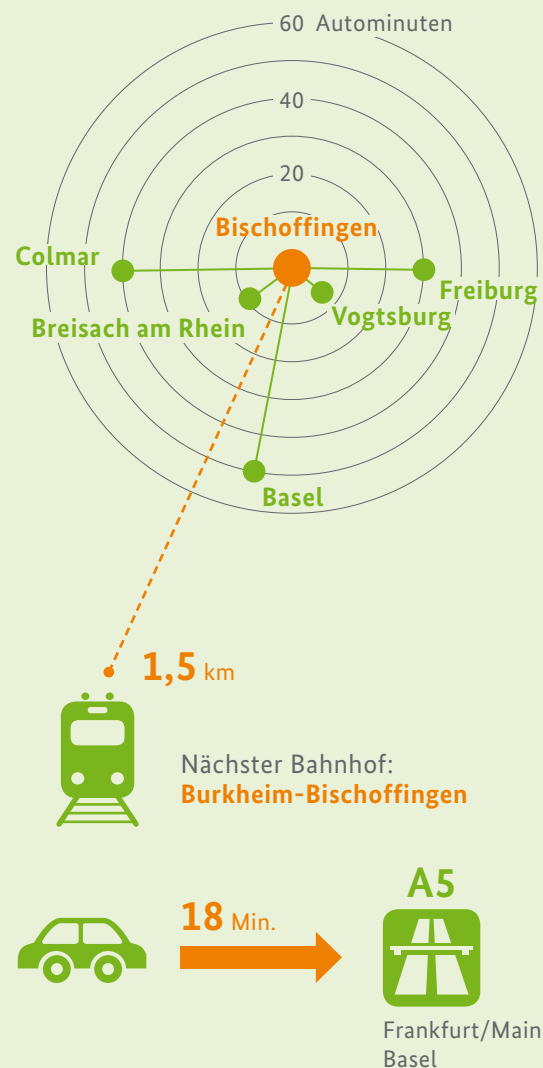 60 Autominuten
40
20
Bischoffingen
Colmar
Freiburg
Vogtsburg
Breisach am Rhein
Basel
1,5 km
Nächster Bahnhof:
Burkheim-Bischoffingen
A5
18 Min.
Frankfurt/Main
Basel